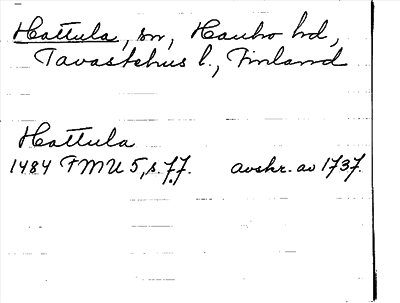 Hattula, sn, Hauho hd,
Tavastehus l., Finland
Hattula
1484 FMU 5, s. 77. avskr. av 1737.